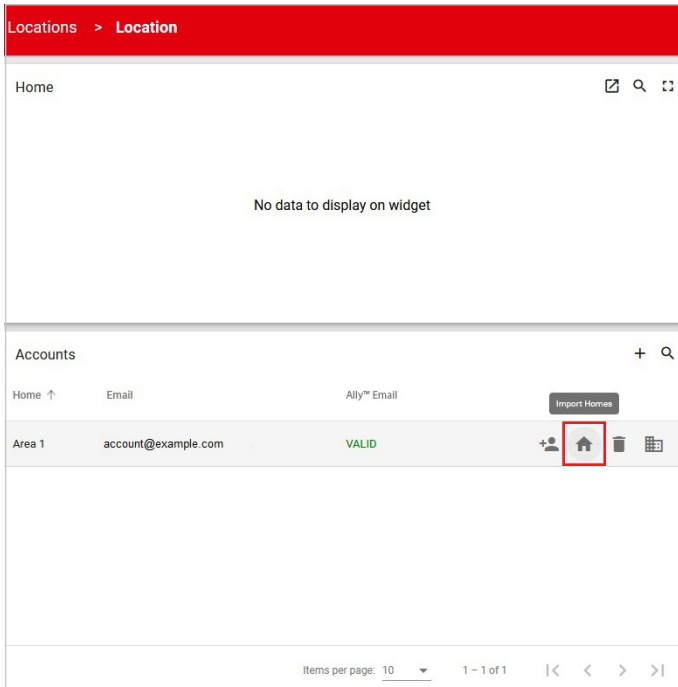 Locations > Location
Home
No data to display on widget
Accounts
Home ↑ Email Ally™ Email
Import Homes
Area 1 account@example.com VALID
Items per page: 10 1 – 1 of 1